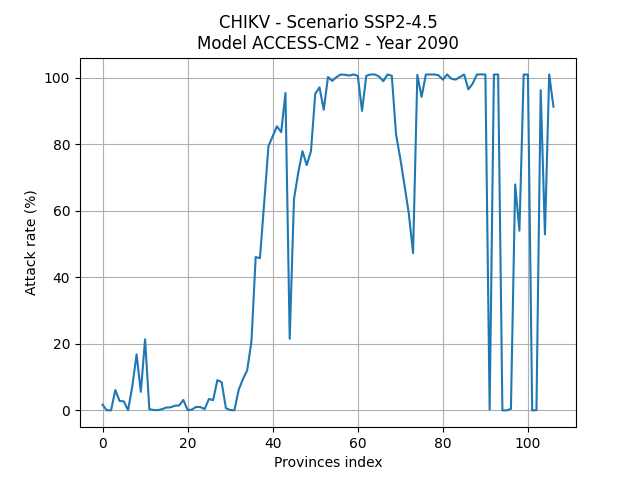 CHIKV - Scenario SSP2-4.5
Model ACCESS-CM2 - Year 2090
Attack rate (%)
100
80
60
40
20
0
0 20 40 60 80 100
Provinces index